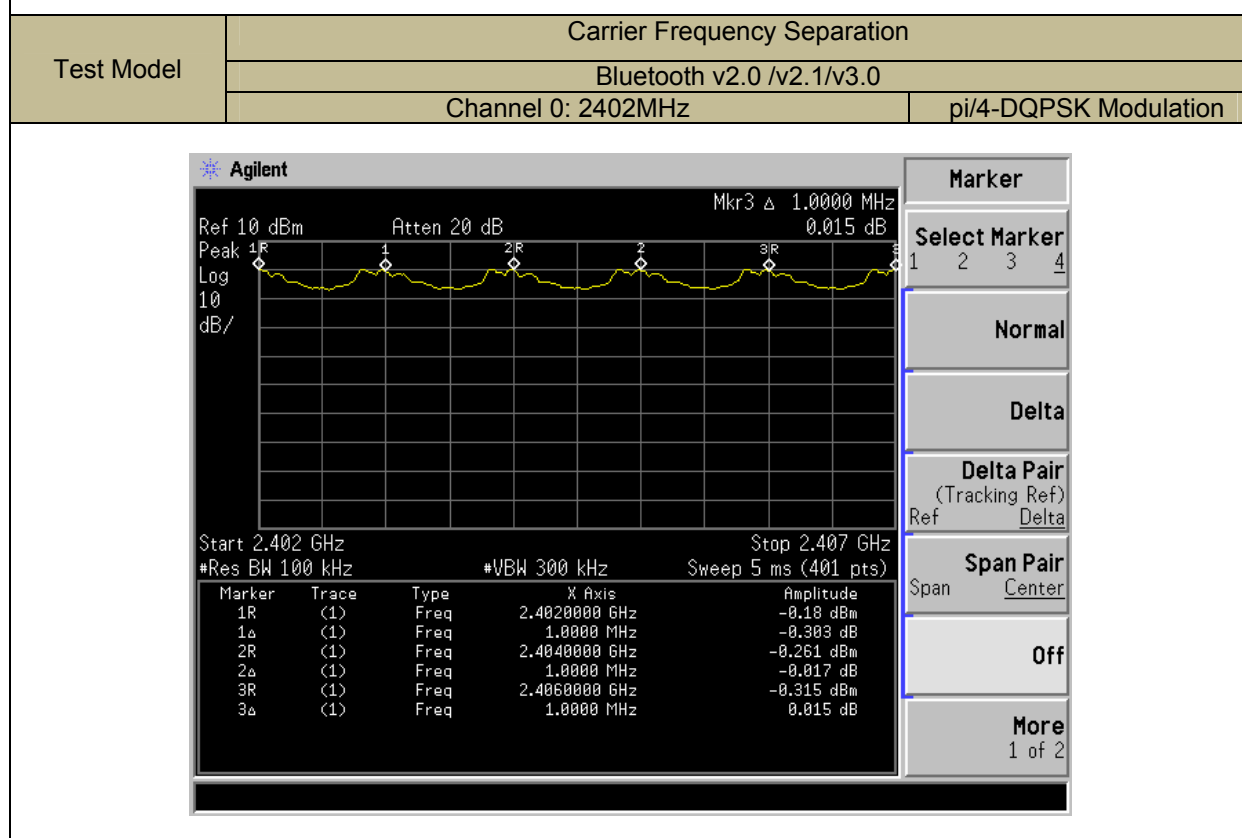 Test Model
Carrier Frequency Separation
Bluetooth v2.0 /v2.1/v3.0
Channel 0: 2402MHz pi/4-DQPSK Modulation
Agilent
Mkr3 Δ 1.0000 MHz
Ref 10 dBm Atten 20 dB 0.015 dB
Peak
Log
10
dB/
1R 1 2R 2 3R 3
Start 2.402 GHz Stop 2.407 GHz
#Res BW 100 kHz #VBW 300 kHz Sweep 5 ms (401 pts)
Marker Trace Type X Axis Amplitude
1R (1) Freq 2.4020000 GHz -0.18 dBm
1Δ (1) Freq 1.0000 MHz -0.303 dB
2R (1) Freq 2.4040000 GHz -0.261 dBm
2Δ (1) Freq 1.0000 MHz -0.017 dB
3R (1) Freq 2.4060000 GHz -0.315 dBm
3Δ (1) Freq 1.0000 MHz 0.015 dB
Marker
Select Marker
1 2 3 4
Normal
Delta
Delta Pair
(Tracking Ref)
Ref Delta
Span Pair
Span Center
Off
More
1 of 2